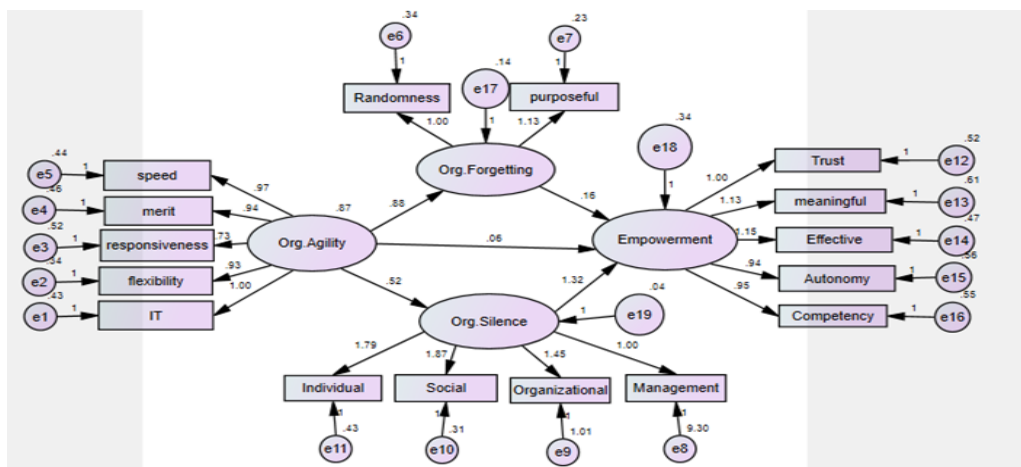 .34
e6
1
Randomness
.23
e7
1
purposeful
.14
e17
1
1.00
1.13
Org.Forgetting
.34
e18
1
.44
e5
1
speed
.46
e4
1
merit
.52
e3
1
responsiveness
.34
e2
1
flexibility
.43
e1
1
IT
.97
.94
.73
.93
1.00
.87
Org.Agility
.88
.06
.52
.16
1.32
Empowerment
1.00
1.13
1.15
.94
.95
Trust
1
.52
e12
meaningful
1
.61
e13
Effective
1
.47
e14
Autonomy
1
.56
e15
Competency
1
.55
e16
Org.Silence
1
.04
e19
1.79
1.87
1.45
1.00
Individual
Social
Organizational
Management
1
1
1
1
.43
.31
1.01
9.30
e11
e10
e9
e8